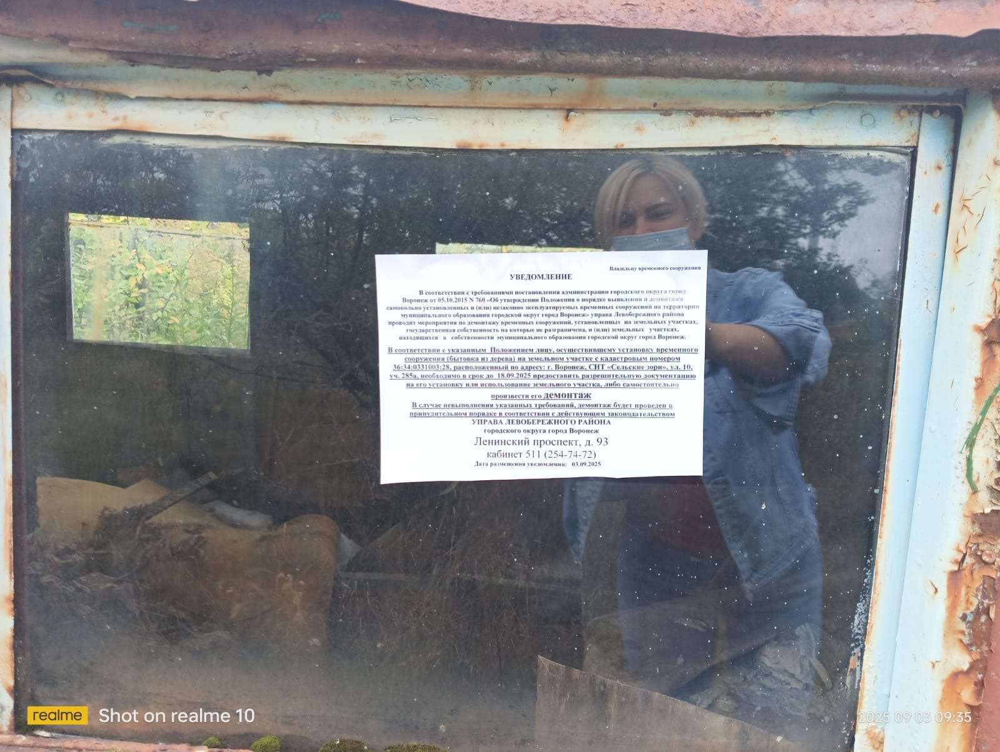 Владельцу временного сооружения
УВЕДОМЛЕНИЕ
В соответствии с требованиями постановления администрации городского округа город
Воронеж от 05.10.2015 N 760 «Об утверждении Положения о порядке выявления и демонтажа
самовольно установленных и (или) незаконно эксплуатируемых временных сооружений на территории
муниципального образования городской округ город Воронеж» управа Левобережного района
проводит мероприятия по демонтажу временных сооружений, установленных на земельных участках,
государственная собственность на которые не разграничена, и (или) земельных участках,
находящихся в собственности муниципального образования городской округ город Воронеж.
В соответствии с указанным Положением лицу, осуществившему установку временного
сооружения (бытовка из дерева) на земельном участке с кадастровым номером
36:34:0331003:28, расположенный по адресу: г. Воронеж, СНТ «Сельские зори», ул. 10,
уч. 285а, необходимо в срок до 18.09.2025 предоставить разрешительную документацию
на его установку или использование земельного участка, либо самостоятельно
произвести его демонтаж
В случае невыполнения указанных требований, демонтаж будет проведен в
принудительном порядке в соответствии с действующим законодательством
УПРАВА ЛЕВОБЕРЕЖНОГО РАЙОНА
городского округа город Воронеж
Ленинский проспект, д. 93
кабинет 511 (254-74-72)
Дата размещения уведомления: 03.09.2025
realme Shot on realme 10
2025 09 03 09:35